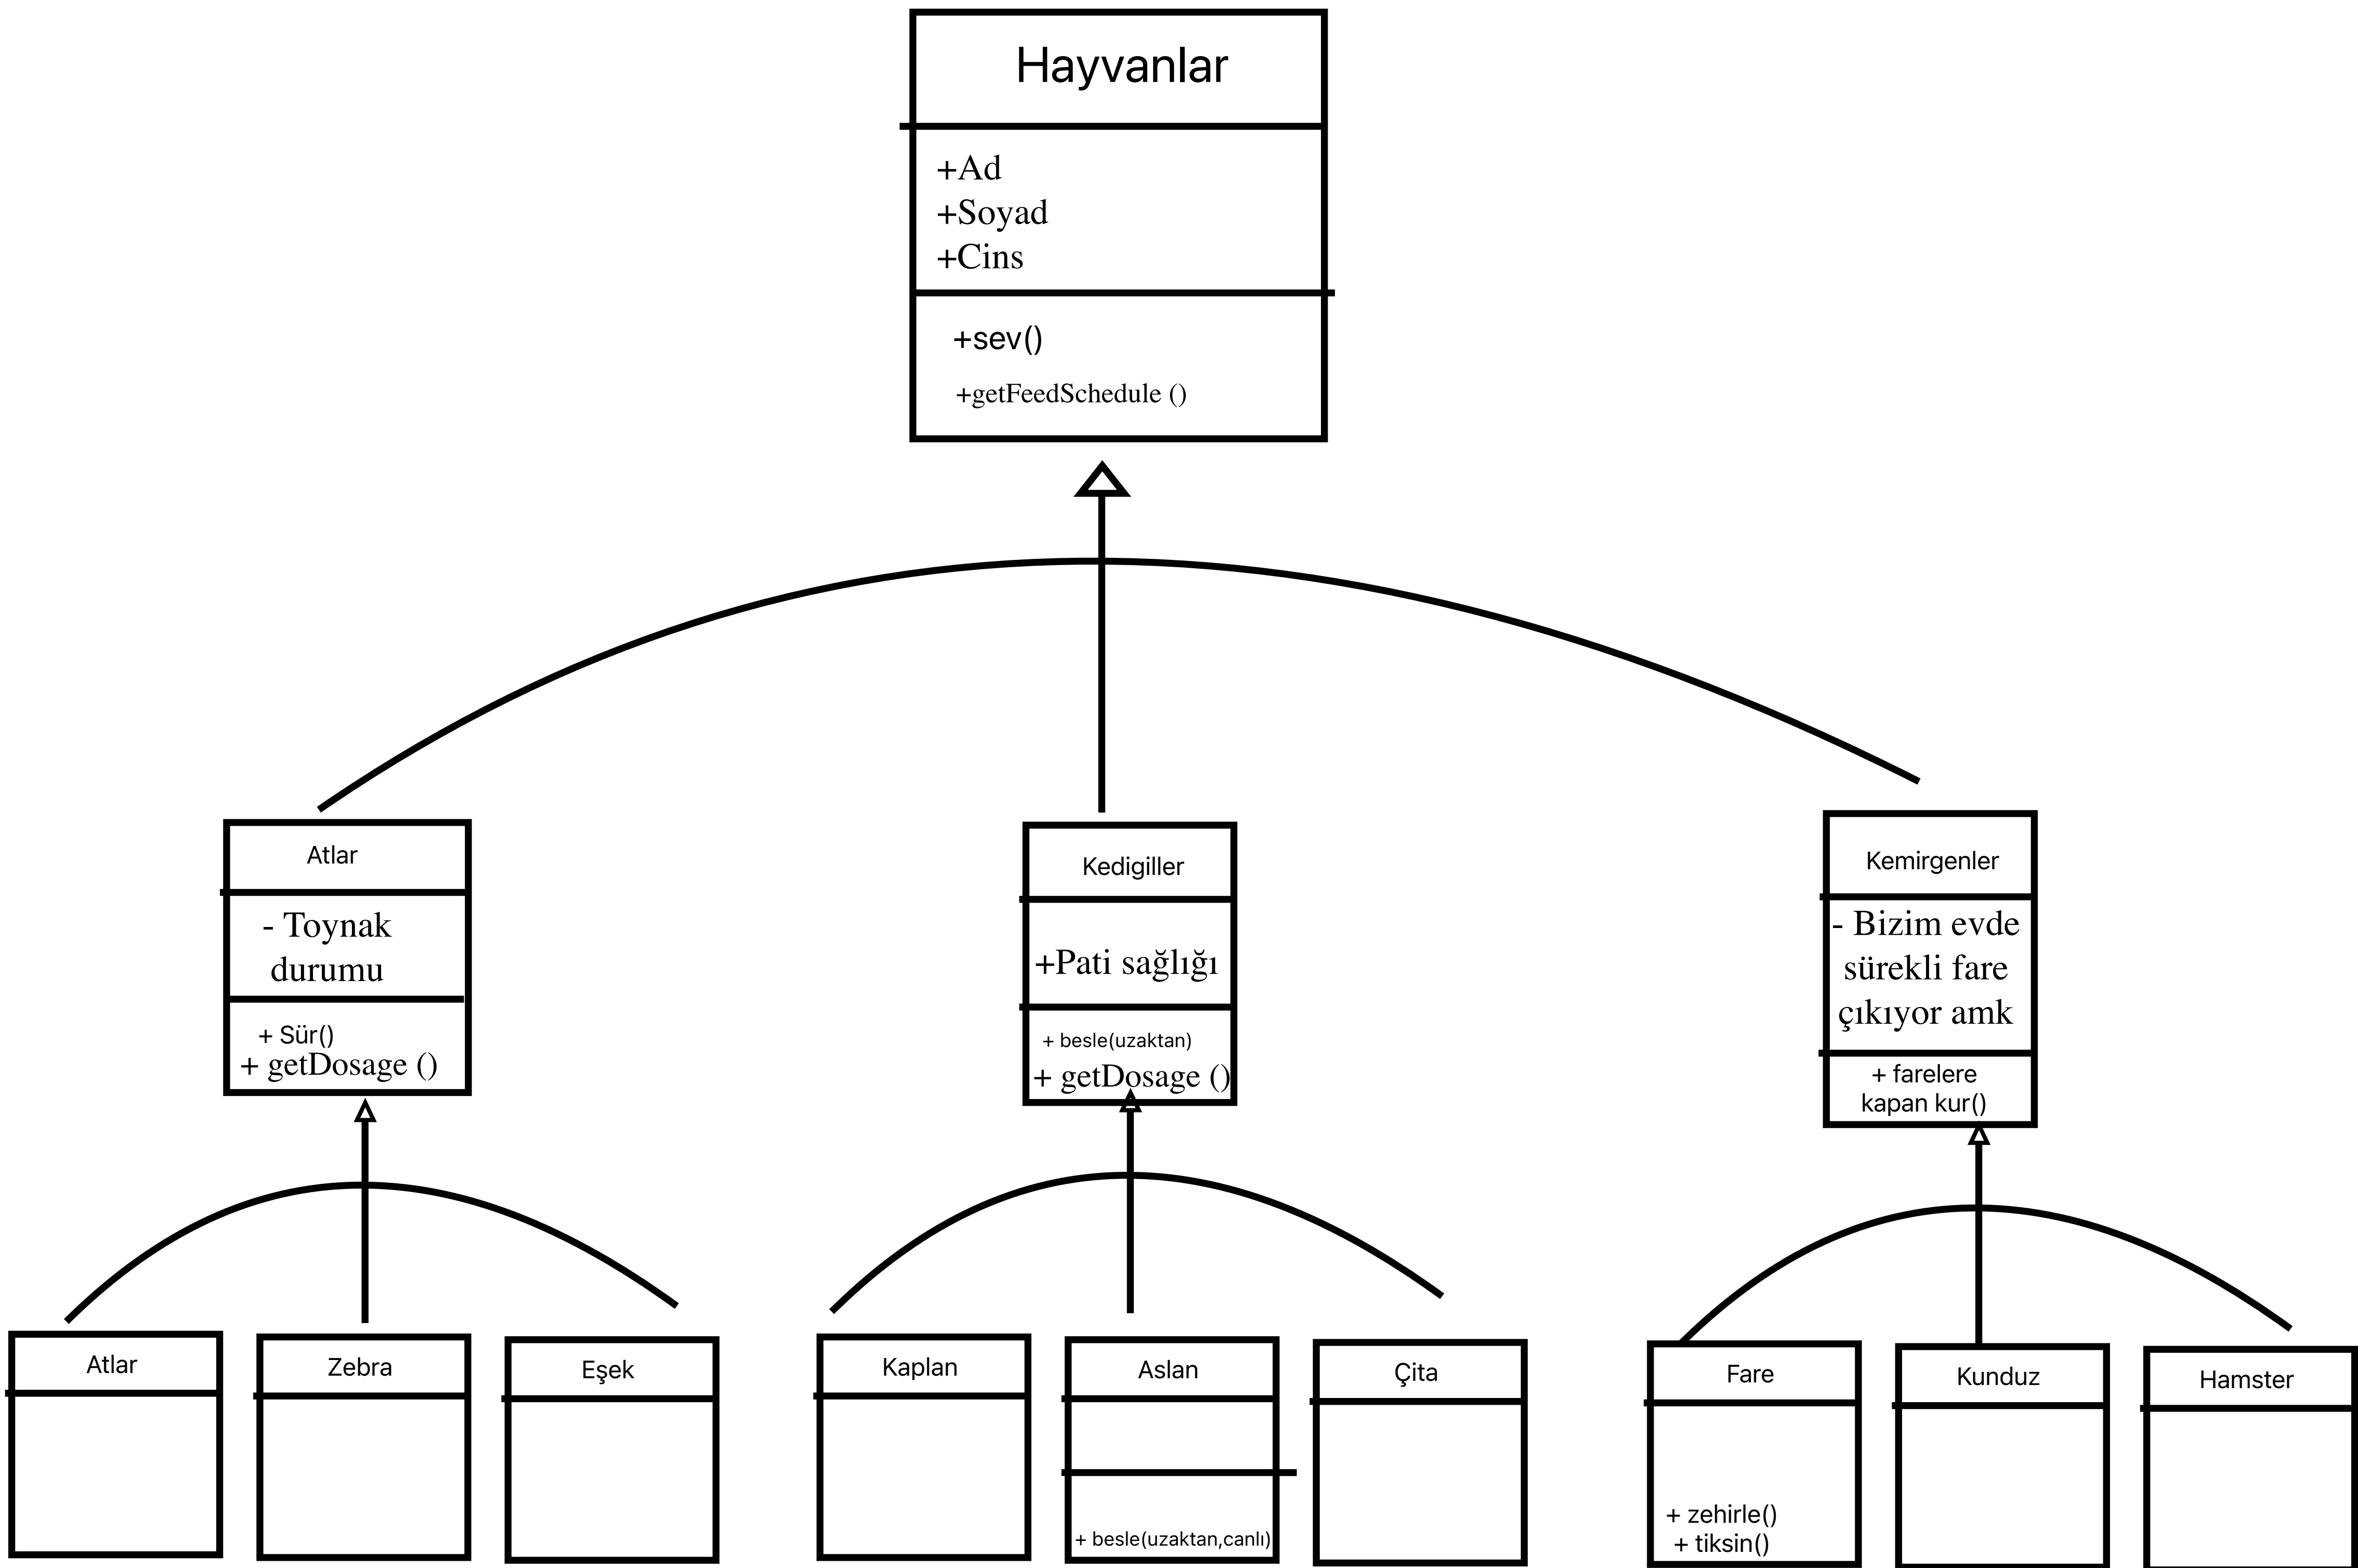 Hayvanlar
+Ad
+Soyad
+Cins
+sev()
+getFeedSchedule ()
Atlar
- Toynak
durumu
+ Sür()
+ getDosage ()
Kedigiller
+Pati sağlığı
+ besle(uzaktan)
+ getDosage ()
Kemirgenler
- Bizim evde
sürekli fare
çıkıyor amk
+ farelere
kapan kur()
Atlar
Zebra
Eşek
Kaplan
Aslan
+ besle(uzaktan,canlı)
Çita
Fare
+ zehirle()
+ tiksin()
Kunduz
Hamster